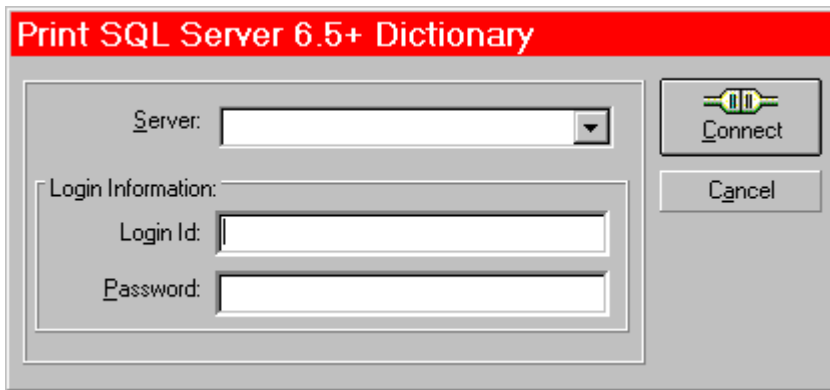 Print SQL Server 6.5+ Dictionary
Server:
Connect
Login Information:
Cancel
Login Id:
Password: